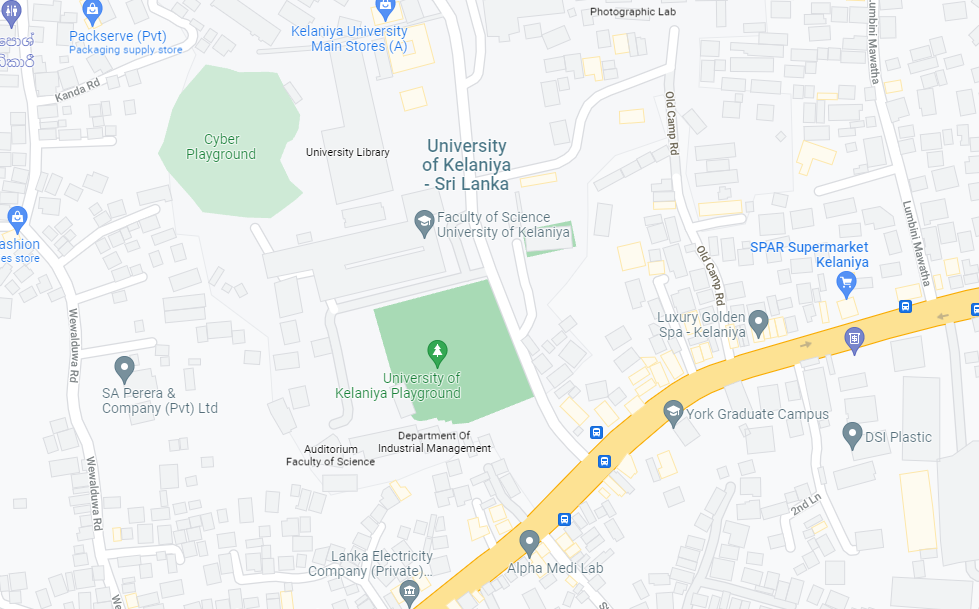 Photographic Lab
Packserve (Pvt)
Packaging supply store
Kelaniya University
Main Stores (A)
Kanda Rd
Lumbini Mawatha
Cyber
Playground
University Library
University
of Kelaniya
- Sri Lanka
Old Camp Rd
Faculty of Science
University of Kelaniya
Lumbini Mawatha
ashion
es store
SPAR Supermarket
Kelaniya
Old Camp Rd
Luxury Golden
Spa - Kelaniya
Wewalduwa Rd
SA Perera &
Company (Pvt) Ltd
University of
Kelaniya Playground
York Graduate Campus
DSI Plastic
Department Of
Industrial Management
Auditorium
Faculty of Science
Wewalduwa Rd
2nd Ln
Lanka Electricity
Company (Private)...
Alpha Medi Lab